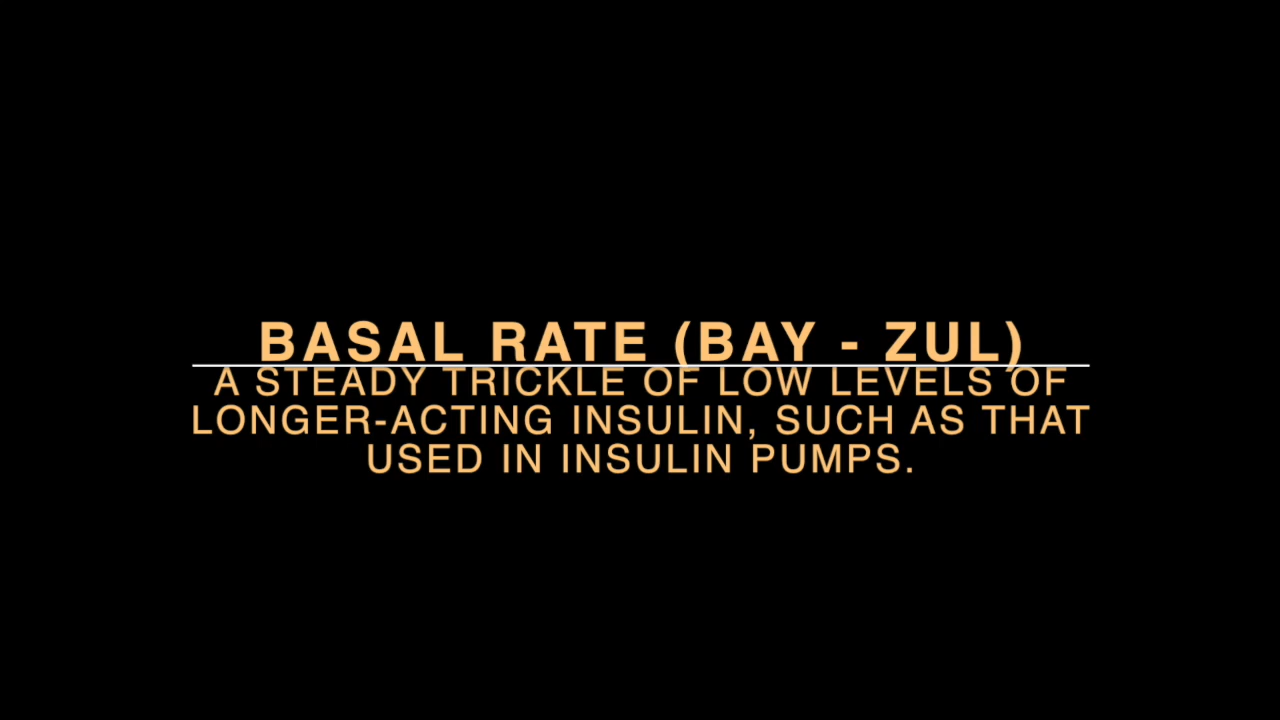 BASAL RATE (BAY - ZUL)
A STEADY TRICKLE OF LOW LEVELS OF
LONGER-ACTING INSULIN, SUCH AS THAT
USED IN INSULIN PUMPS.